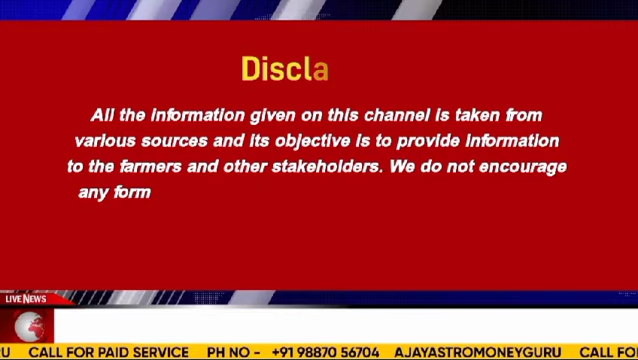 Discla
All the information given on this channel is taken from
various sources and its objective is to provide information
to the farmers and other stakeholders. We do not encourage
any form
LIVE NEWS
RU CALL FOR PAID SERVICE PH NO - +91 98870 56704 AJAYASTROMONEYGURU CALL FO